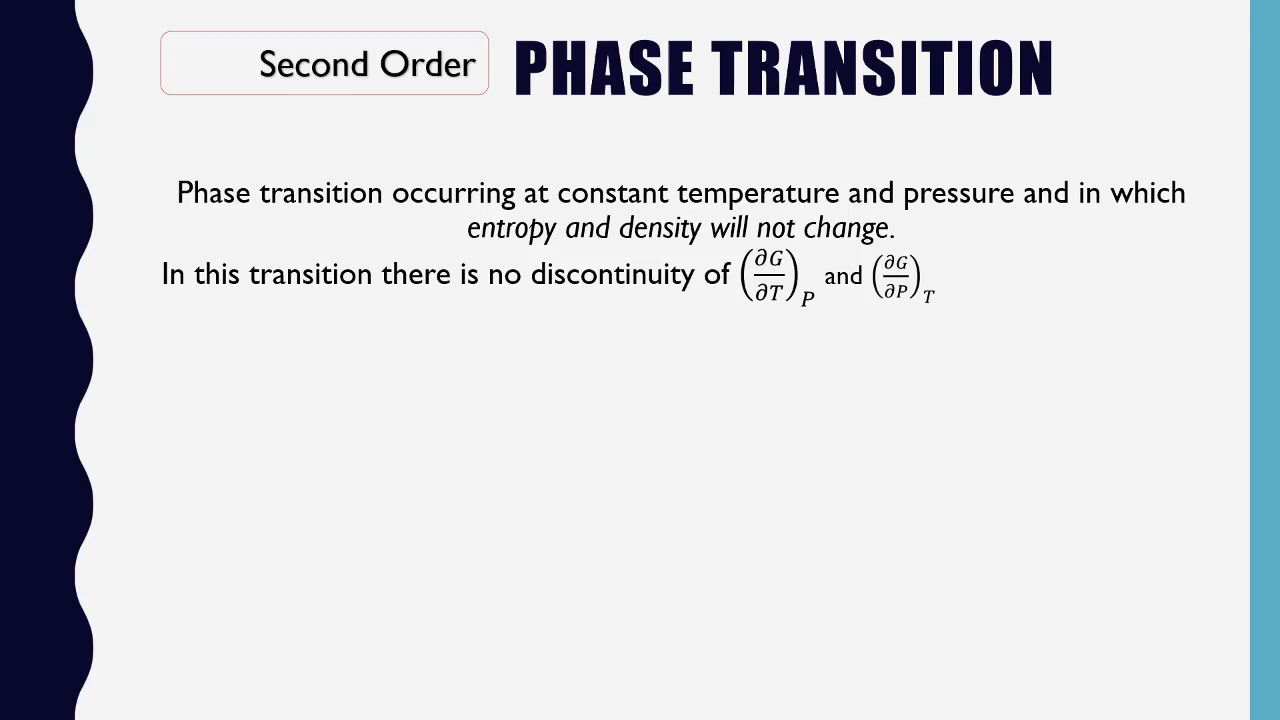 Second Order PHASE TRANSITION
Phase transition occurring at constant temperature and pressure and in which
entropy and density will not change.
In this transition there is no discontinuity of (∂G/∂T)_P and (∂G/∂P)_T